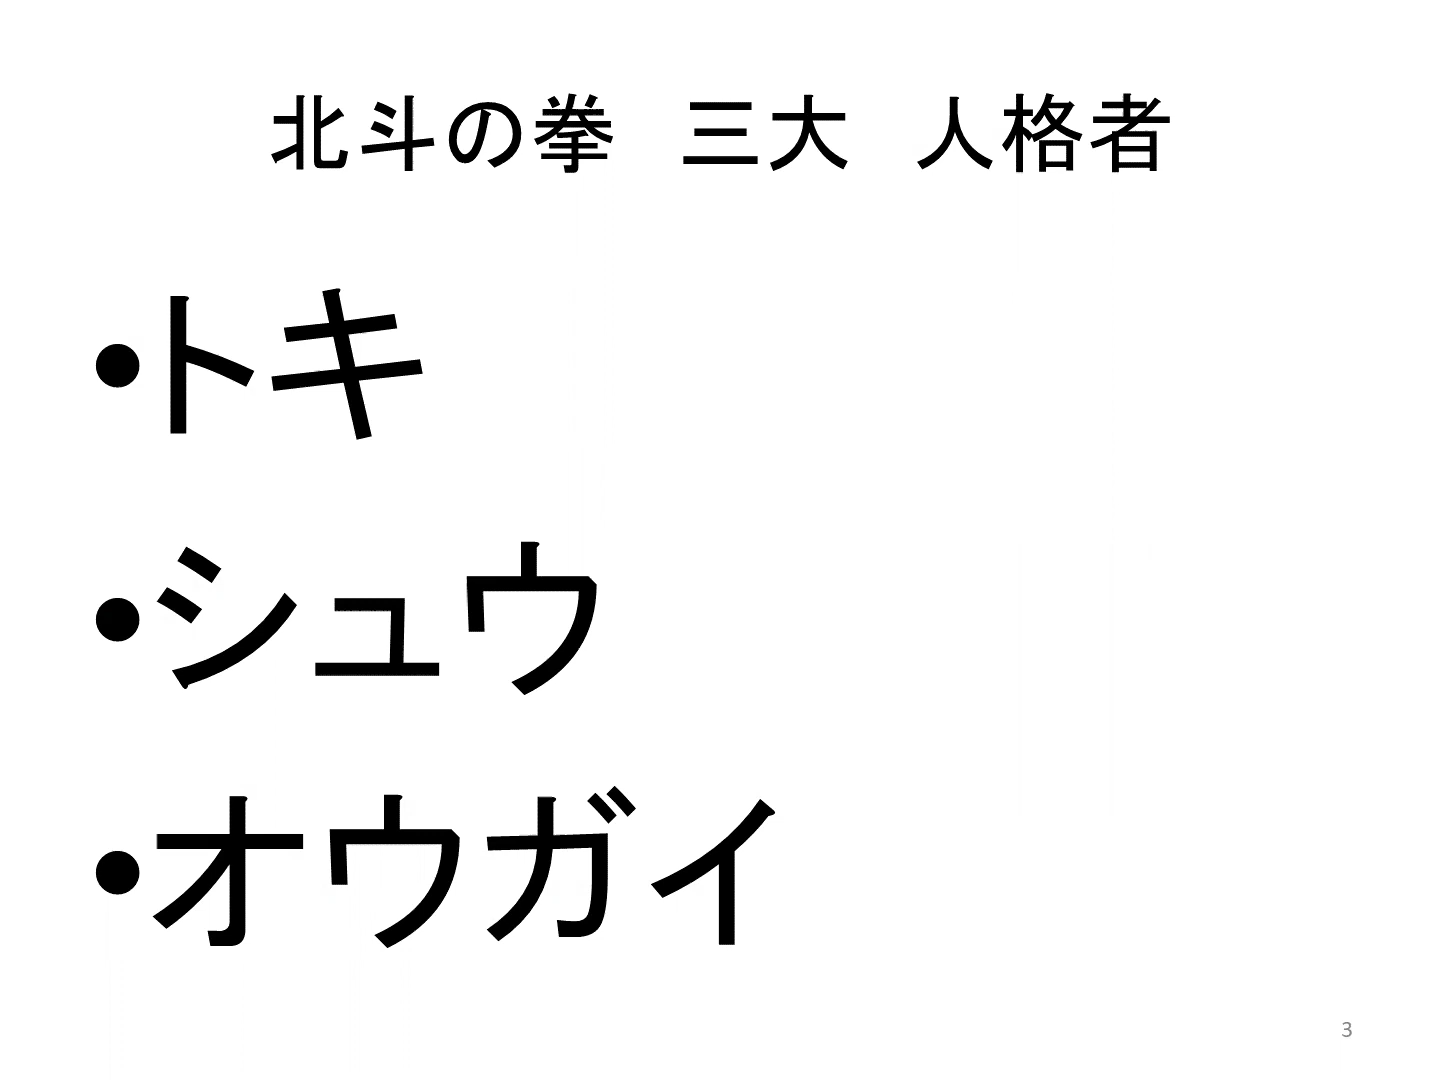 北斗の拳　三大　人格者
•トキ
•シュウ
•オウガイ
3